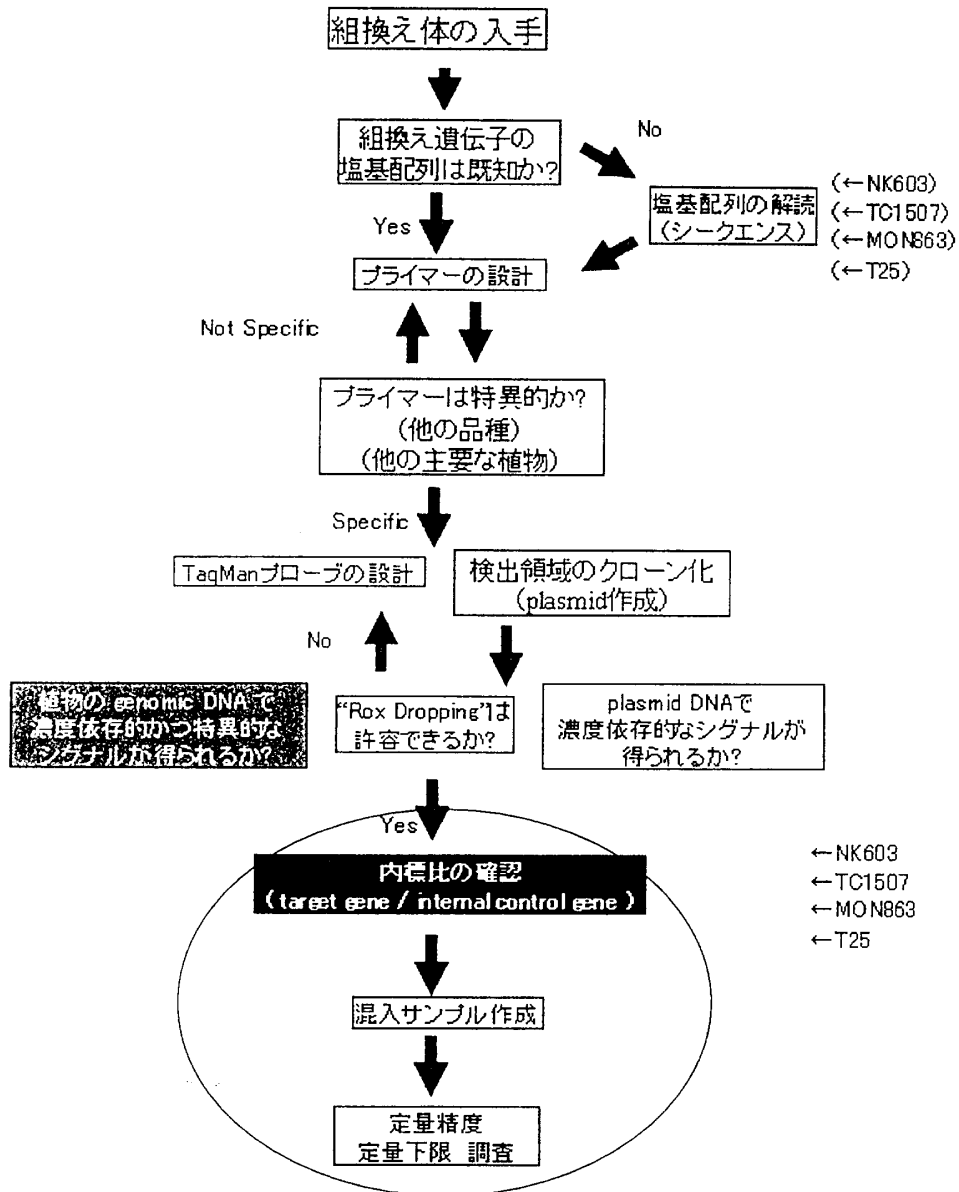 組換え体の入手
組換え遺伝子の
塩基配列は既知か?
No
Yes
塩基配列の解読
(シークエンス)
(←NK603)
(←TC1507)
(←MON863)
(←T25)
プライマーの設計
Not Specific
プライマーは特異的か?
(他の品種)
(他の主要な植物)
Specific
TaqManプローブの設計
検出領域のクローン化
(plasmid作成)
No
植物の genomic DNAで
濃度依存的かつ特異的な
シグナルが得られるか?
“Rox Dropping”は
許容できるか?
plasmid DNAで
濃度依存的なシグナルが
得られるか?
Yes
内標比の確認
( target gene / internal control gene )
←NK603
←TC1507
←MON863
←T25
混入サンプル作成
定量精度
定量下限 調査